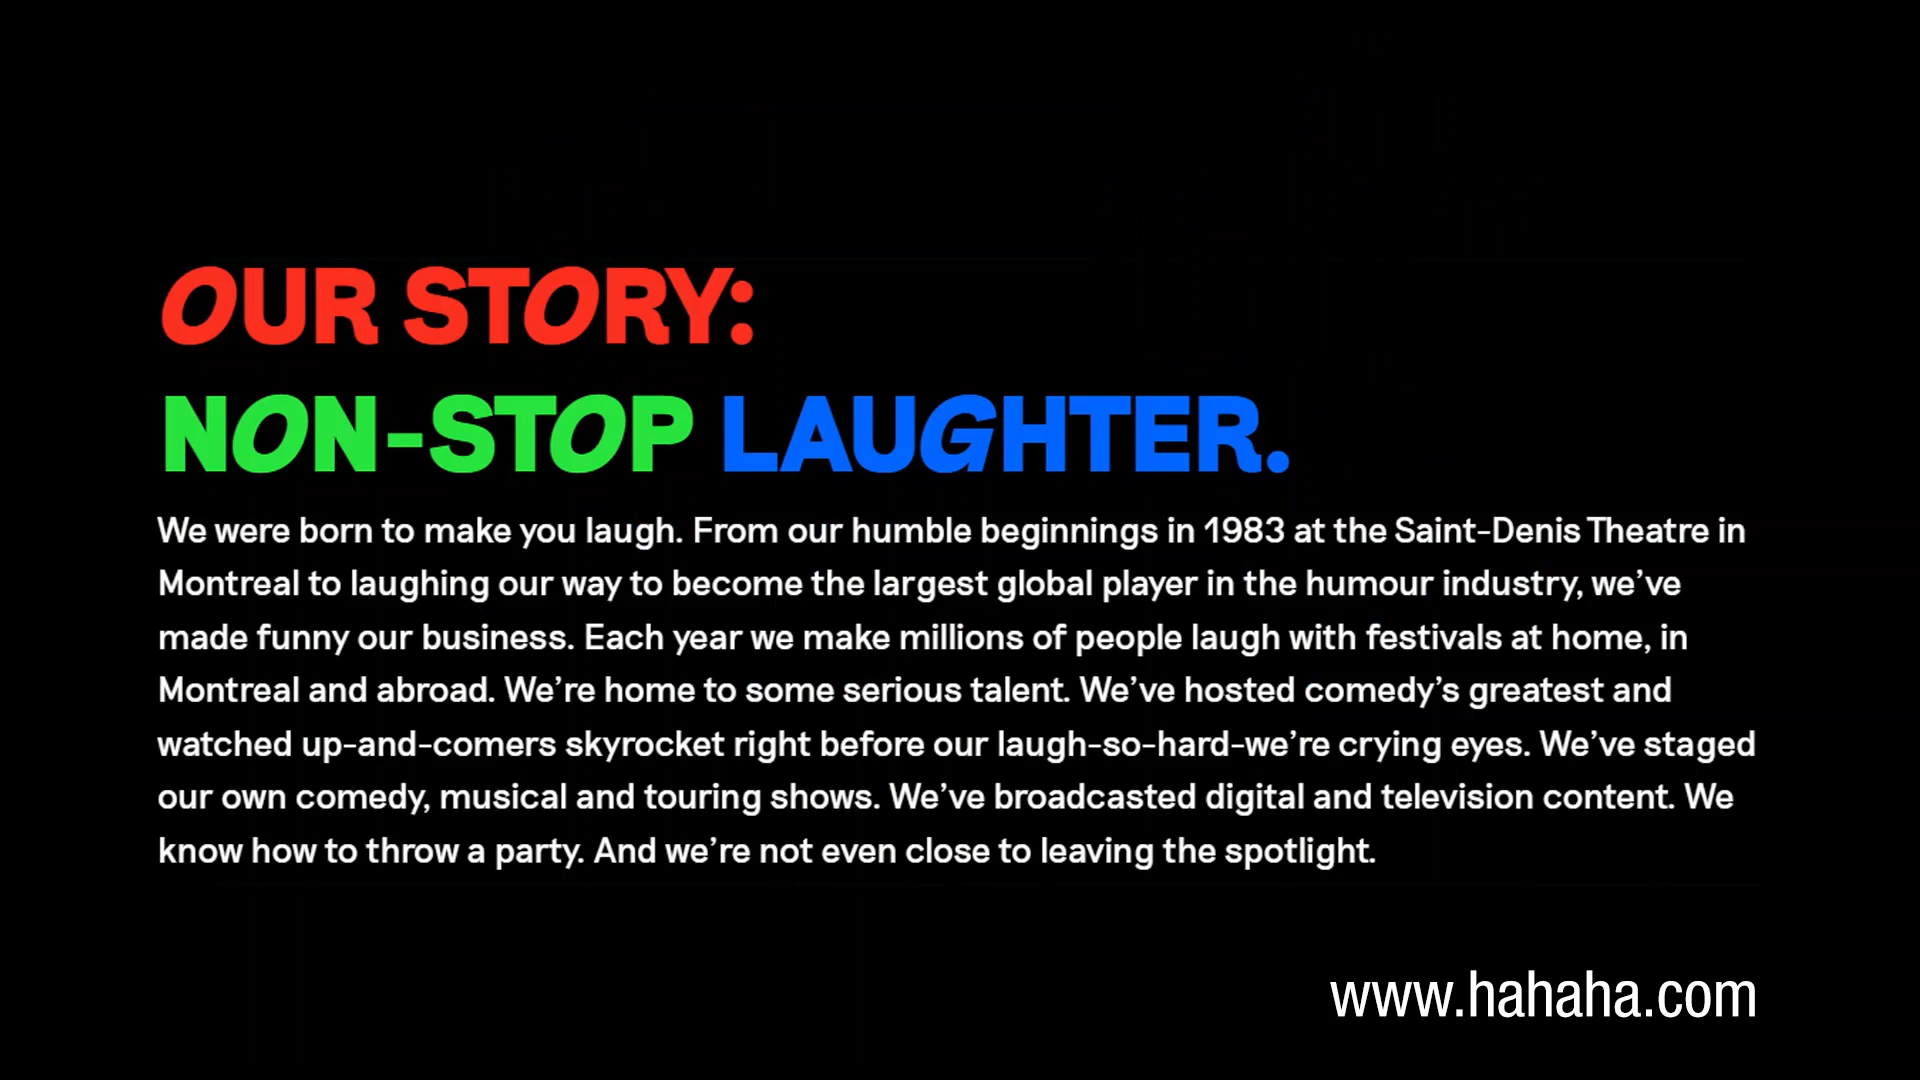 OUR STORY:
NON-STOP LAUGHTER.
We were born to make you laugh. From our humble beginnings in 1983 at the Saint-Denis Theatre in
Montreal to laughing our way to become the largest global player in the humour industry, we’ve
made funny our business. Each year we make millions of people laugh with festivals at home, in
Montreal and abroad. We’re home to some serious talent. We’ve hosted comedy’s greatest and
watched up-and-comers skyrocket right before our laugh-so-hard-we’re crying eyes. We’ve staged
our own comedy, musical and touring shows. We’ve broadcasted digital and television content. We
know how to throw a party. And we’re not even close to leaving the spotlight.
www.hahaha.com